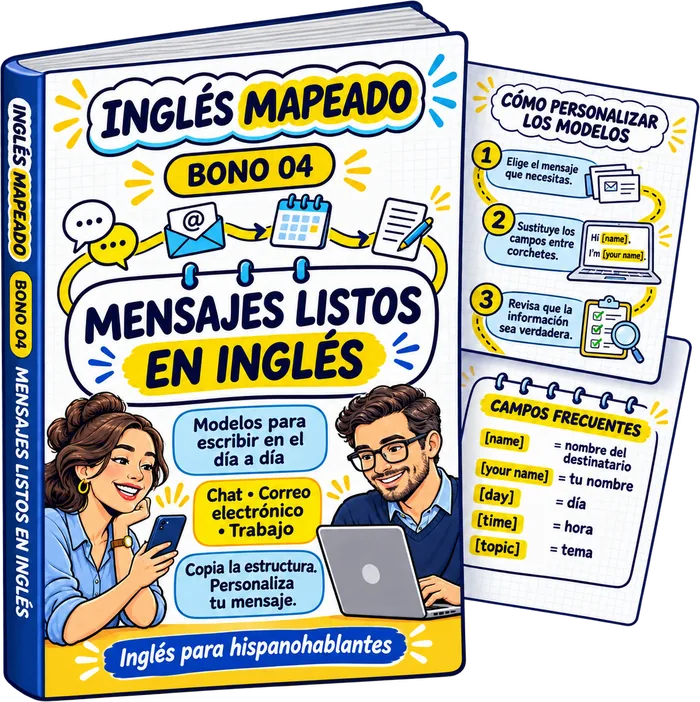 INGLÉS MAPEADO
BONO 04
MENSAJES LISTOS EN INGLÉS
INGLÉS MAPEADO
BONO 04
@
MENSAJES LISTOS
EN INGLÉS
Modelos para
escribir en el
día a día
Chat • Correo
electrónico
• Trabajo
Copia la estructura.
Personaliza
tu mensaje.
Inglés para hispanohablantes
CÓMO PERSONALIZAR
LOS MODELOS
1
Elige el mensaje
que necesitas.
2
Sustituye los
campos entre
corchetes.
Hi [name].
I'm [your name].
3
Revisa que la
información
sea verdadera.
CAMPOS FRECUENTES
[name] = nombre del
destinatario
[your name] = tu nombre
[day] = día
[time] = hora
[topic] = tema